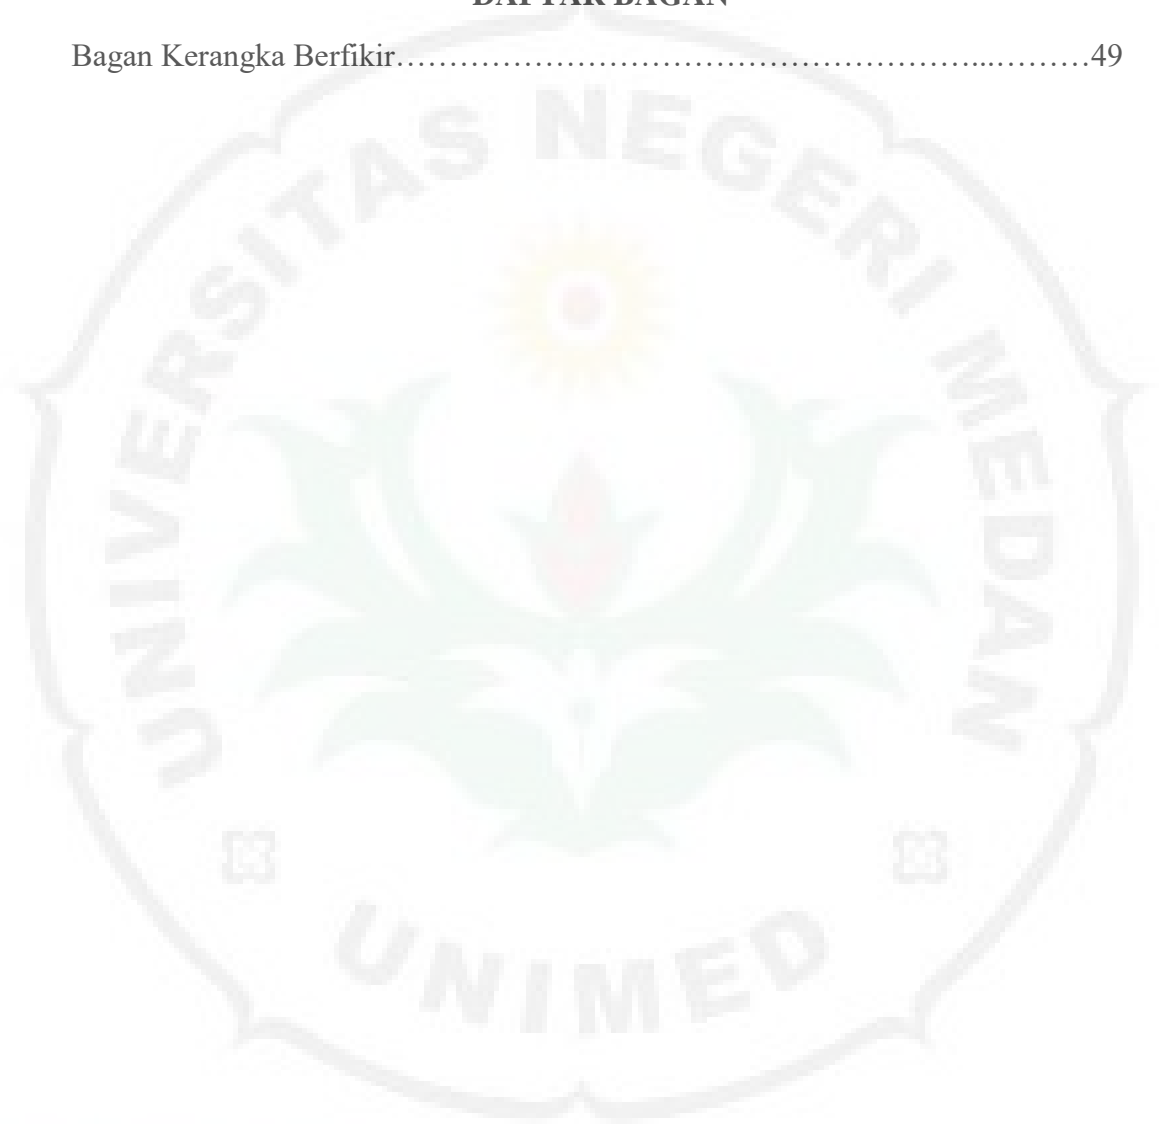 DAFTAR BAGAN
Bagan Kerangka Berfikir…………………………………………………...………49
UNIVERSITAS NEGERI MEDAN
UNIMED